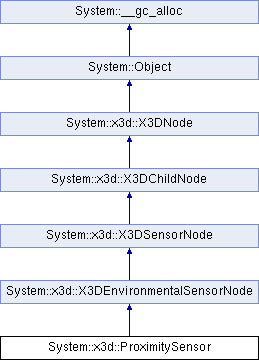 System::__gc_alloc
System::Object
System::x3d::X3DNode
System::x3d::X3DChildNode
System::x3d::X3DSensorNode
System::x3d::X3DEnvironmentalSensorNode
System::x3d::ProximitySensor